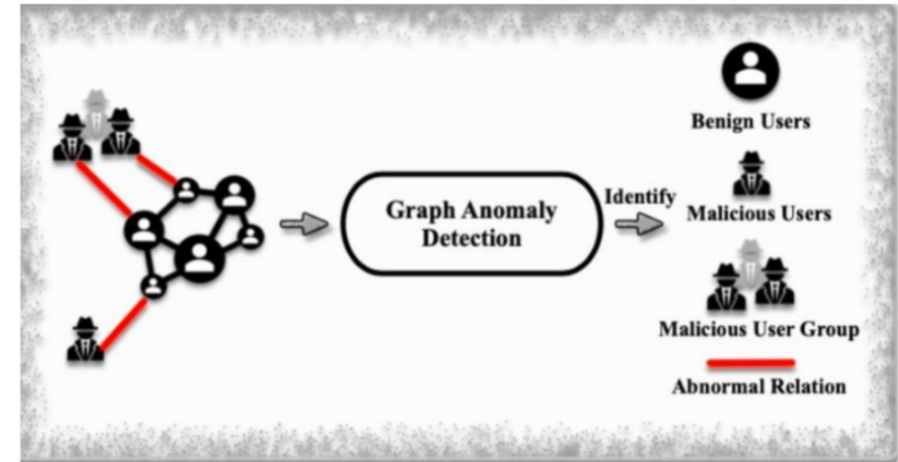 Benign Users
Graph Anomaly
Detection
Identify
Malicious Users
Malicious User Group
Abnormal Relation